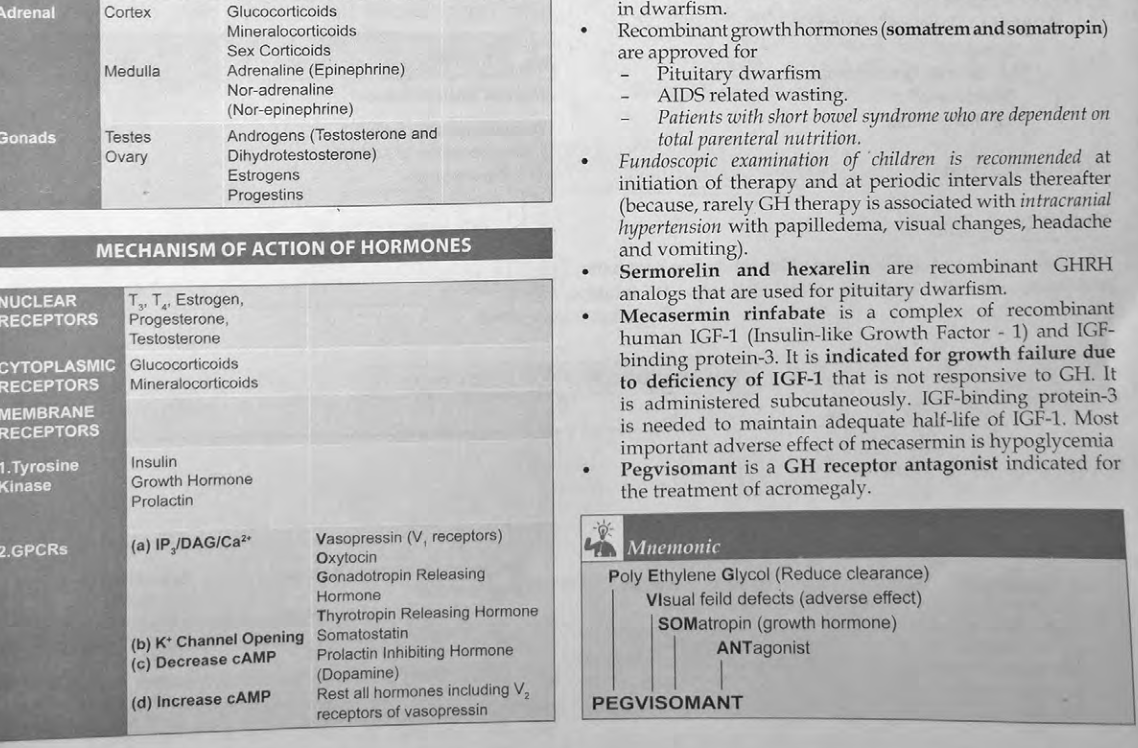 Adrenal Cortex Glucocorticoids
Mineralocorticoids
Sex Corticoids
Medulla Adrenaline (Epinephrine)
Nor-adrenaline
(Nor-epinephrine)
Gonads Testes Androgens (Testosterone and
Ovary Dihydrotestosterone)
Estrogens
Progestins
MECHANISM OF ACTION OF HORMONES
NUCLEAR T₃, T₄, Estrogen,
RECEPTORS Progesterone,
Testosterone
CYTOPLASMIC Glucocorticoids
RECEPTORS Mineralocorticoids
MEMBRANE
RECEPTORS
1.Tyrosine Insulin
Kinase Growth Hormone
Prolactin
2.GPCRs (a) IP₃/DAG/Ca²⁺ Vasopressin (V₁ receptors)
Oxytocin
Gonadotropin Releasing
Hormone
Thyrotropin Releasing Hormone
(b) K⁺ Channel Opening Somatostatin
(c) Decrease cAMP Prolactin Inhibiting Hormone
(Dopamine)
(d) Increase cAMP Rest all hormones including V₂
receptors of vasopressin
in dwarfism.
• Recombinant growth hormones (somatrem and somatropin)
are approved for
– Pituitary dwarfism
– AIDS related wasting.
– Patients with short bowel syndrome who are dependent on
total parenteral nutrition.
• Fundoscopic examination of children is recommended at
initiation of therapy and at periodic intervals thereafter
(because, rarely GH therapy is associated with intracranial
hypertension with papilledema, visual changes, headache
and vomiting).
• Sermorelin and hexarelin are recombinant GHRH
analogs that are used for pituitary dwarfism.
• Mecasermin rinfabate is a complex of recombinant
human IGF-1 (Insulin-like Growth Factor - 1) and IGF-
binding protein-3. It is indicated for growth failure due
to deficiency of IGF-1 that is not responsive to GH. It
is administered subcutaneously. IGF-binding protein-3
is needed to maintain adequate half-life of IGF-1. Most
important adverse effect of mecasermin is hypoglycemia
• Pegvisomant is a GH receptor antagonist indicated for
the treatment of acromegaly.
Mnemonic
Poly Ethylene Glycol (Reduce clearance)
VIsual feild defects (adverse effect)
SOMatropin (growth hormone)
ANTagonist
PEGVISOMANT